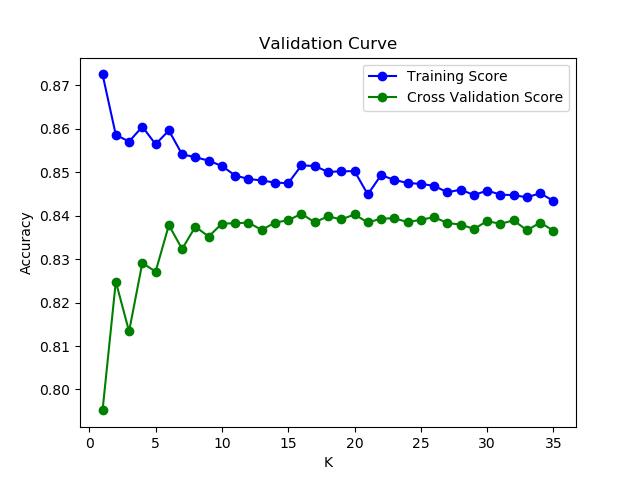 Validation Curve
Training Score
Cross Validation Score
Accuracy
0.87
0.86
0.85
0.84
0.83
0.82
0.81
0.80
0 5 10 15 20 25 30 35
K